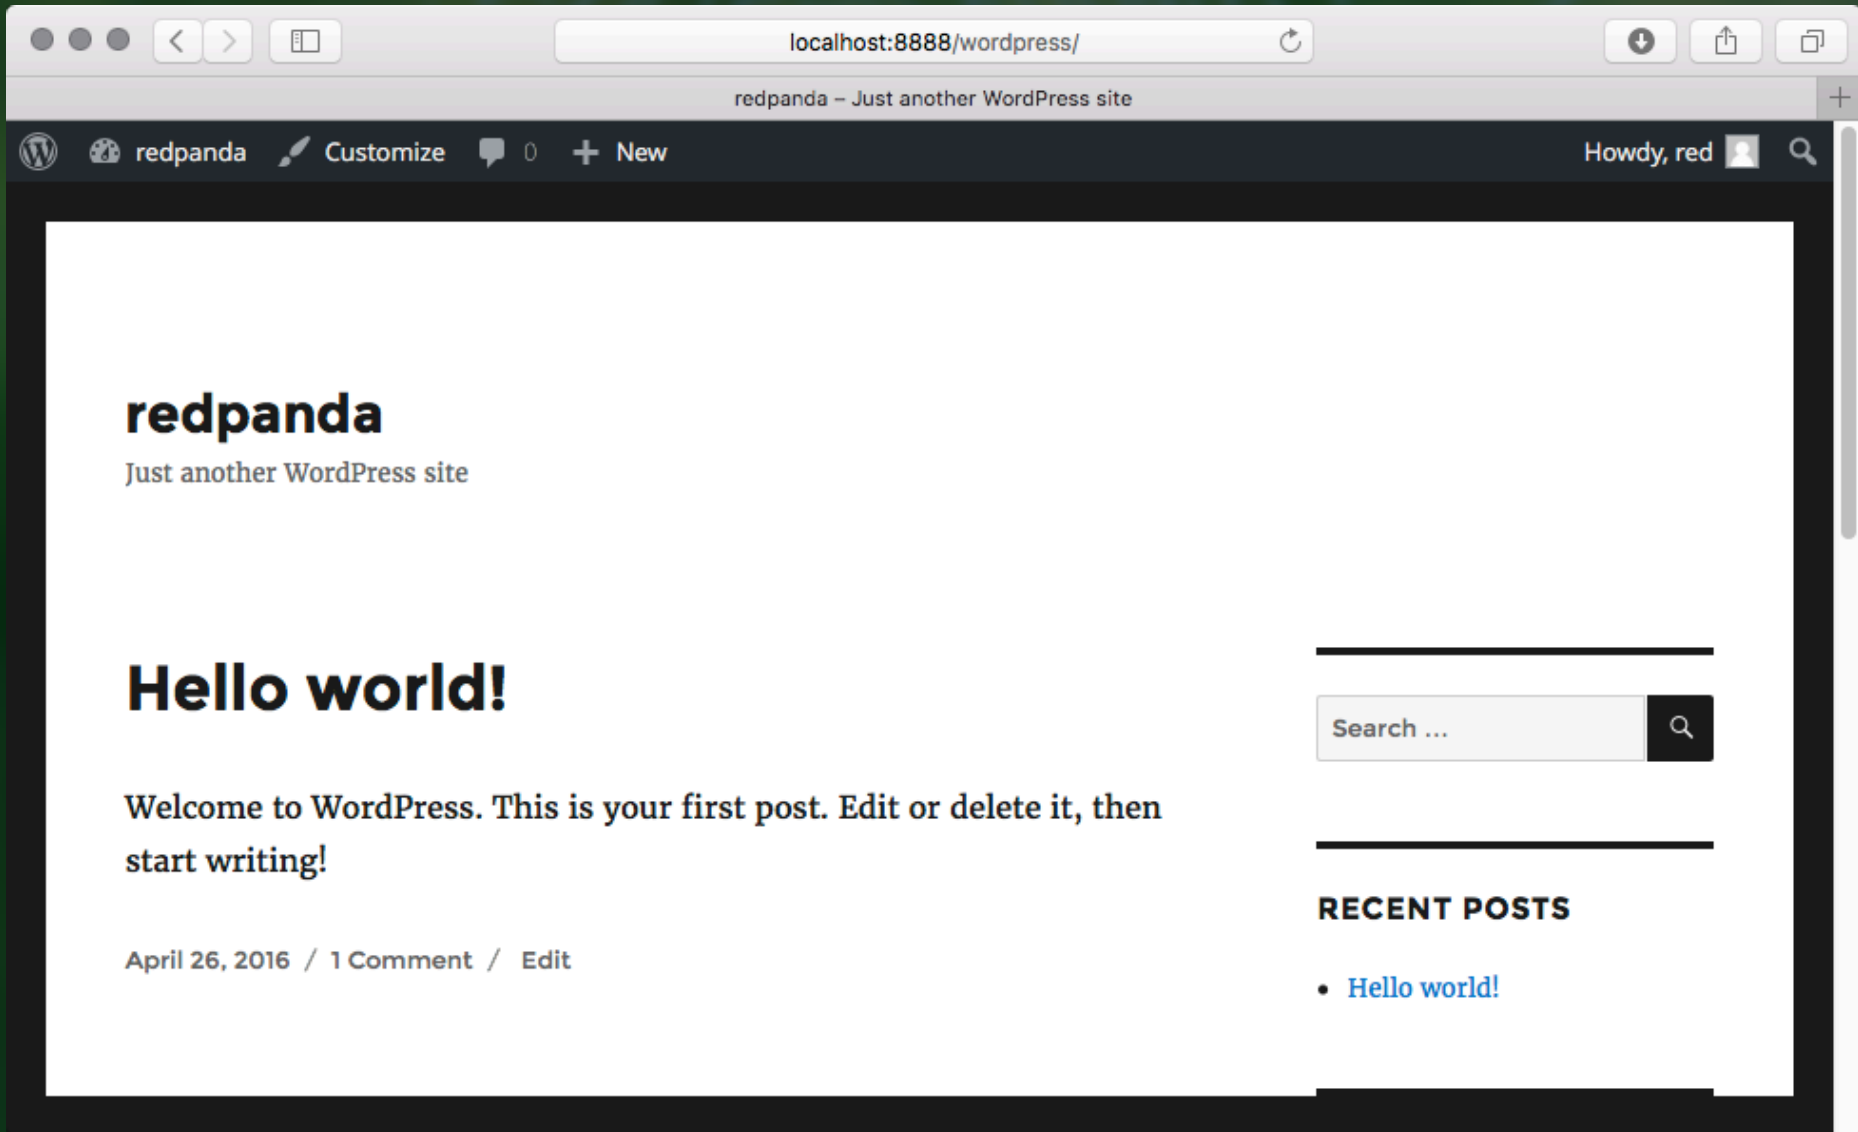 localhost:8888/wordpress/
redpanda – Just another WordPress site
redpanda Customize 0 New Howdy, red
redpanda
Just another WordPress site
Hello world!
Welcome to WordPress. This is your first post. Edit or delete it, then
start writing!
April 26, 2016 / 1 Comment / Edit
Search ...
RECENT POSTS
Hello world!